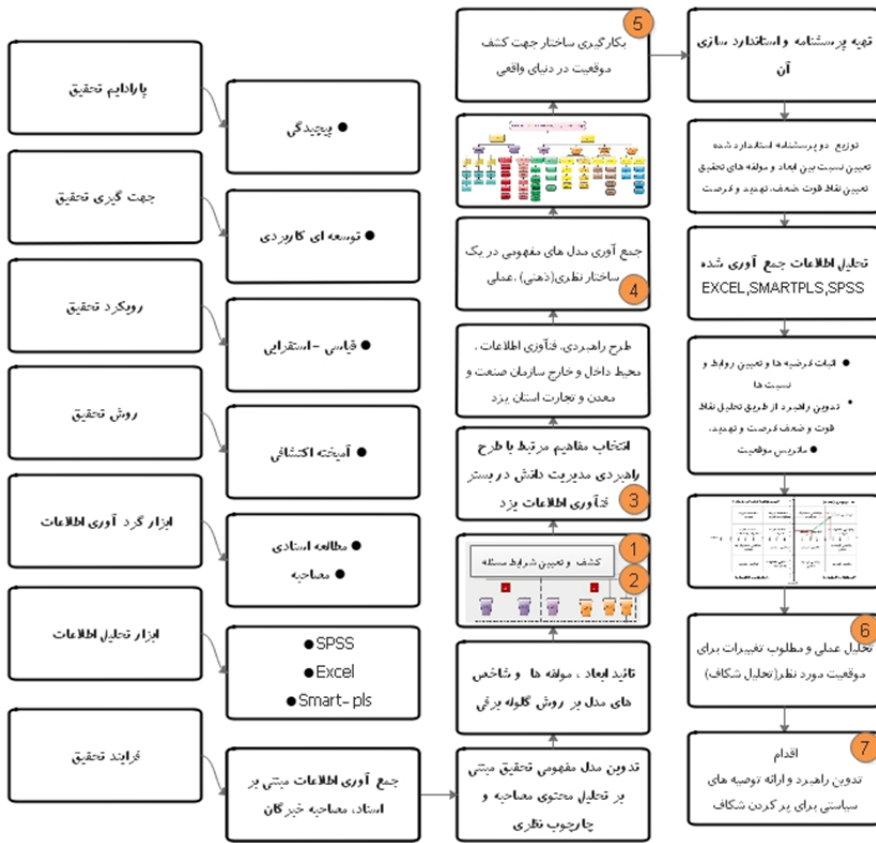 پارادایم تحقیق
● پیچیدگی
جهت گیری تحقیق
● توسعه ای کاربردی
رویکرد تحقیق
● قیاسی - استقرایی
روش تحقیق
● آمیخته اکتشافی
ابزار گرد آوری اطلاعات
● مطالعه اسنادی
● مصاحبه
ابزار تحلیل اطلاعات
● SPSS
● Excel
● Smart-pls
فرایند تحقیق
جمع آوری اطلاعات مبتنی بر
اسناد، مصاحبه خبرگان
تدوین مدل مفهومی تحقیق مبتنی
بر تحلیل محتوی مصاحبه و
چارچوب نظری
تائید ابعاد ، مولفه ها و شاخص
های مدل بر روش گلوله برفی
1
کشف و تعیین شرایط مسئله
2
انتخاب مفاهیم مرتبط با طرح
راهبردی مدیریت دانش در بستر
فنآوری اطلاعات یزد
3
طرح راهبردی، فنآوری اطلاعات ،
محیط داخل و خارج سازمان صنعت و
معدن و تجارت استان یزد
جمع آوری مدل های مفهومی در یک
ساختار نظری(ذهنی) ،عملی
4
5
بکارگیری ساختار جهت کشف
موقعیت در دنیای واقعی
تهیه پرسشنامه و استاندارد سازی
آن
توزیع دو پرسشنامه استاندارد شده
تعیین نسبت بین ابعاد و مولفه های تحقیق
تعیین نقاط قوت ،ضعف، تهدید و فرصت
تحلیل اطلاعات جمع آوری شده
EXCEL,SMARTPLS,SPSS
● اثبات فرضیه ها و تعیین روابط و
نسبت ها
• تدوین راهبرد از طریق تحلیل نقاط
قوت و ضعف فرصت و تهدید،
● ماتریس موقعیت
6
تحلیل عملی و مطلوب تغییرات برای
موقعیت مورد نظر(تحلیل شکاف)
7
اقدام
تدوین راهبرد و ارائه توصیه های
سیاستی برای پر کردن شکاف